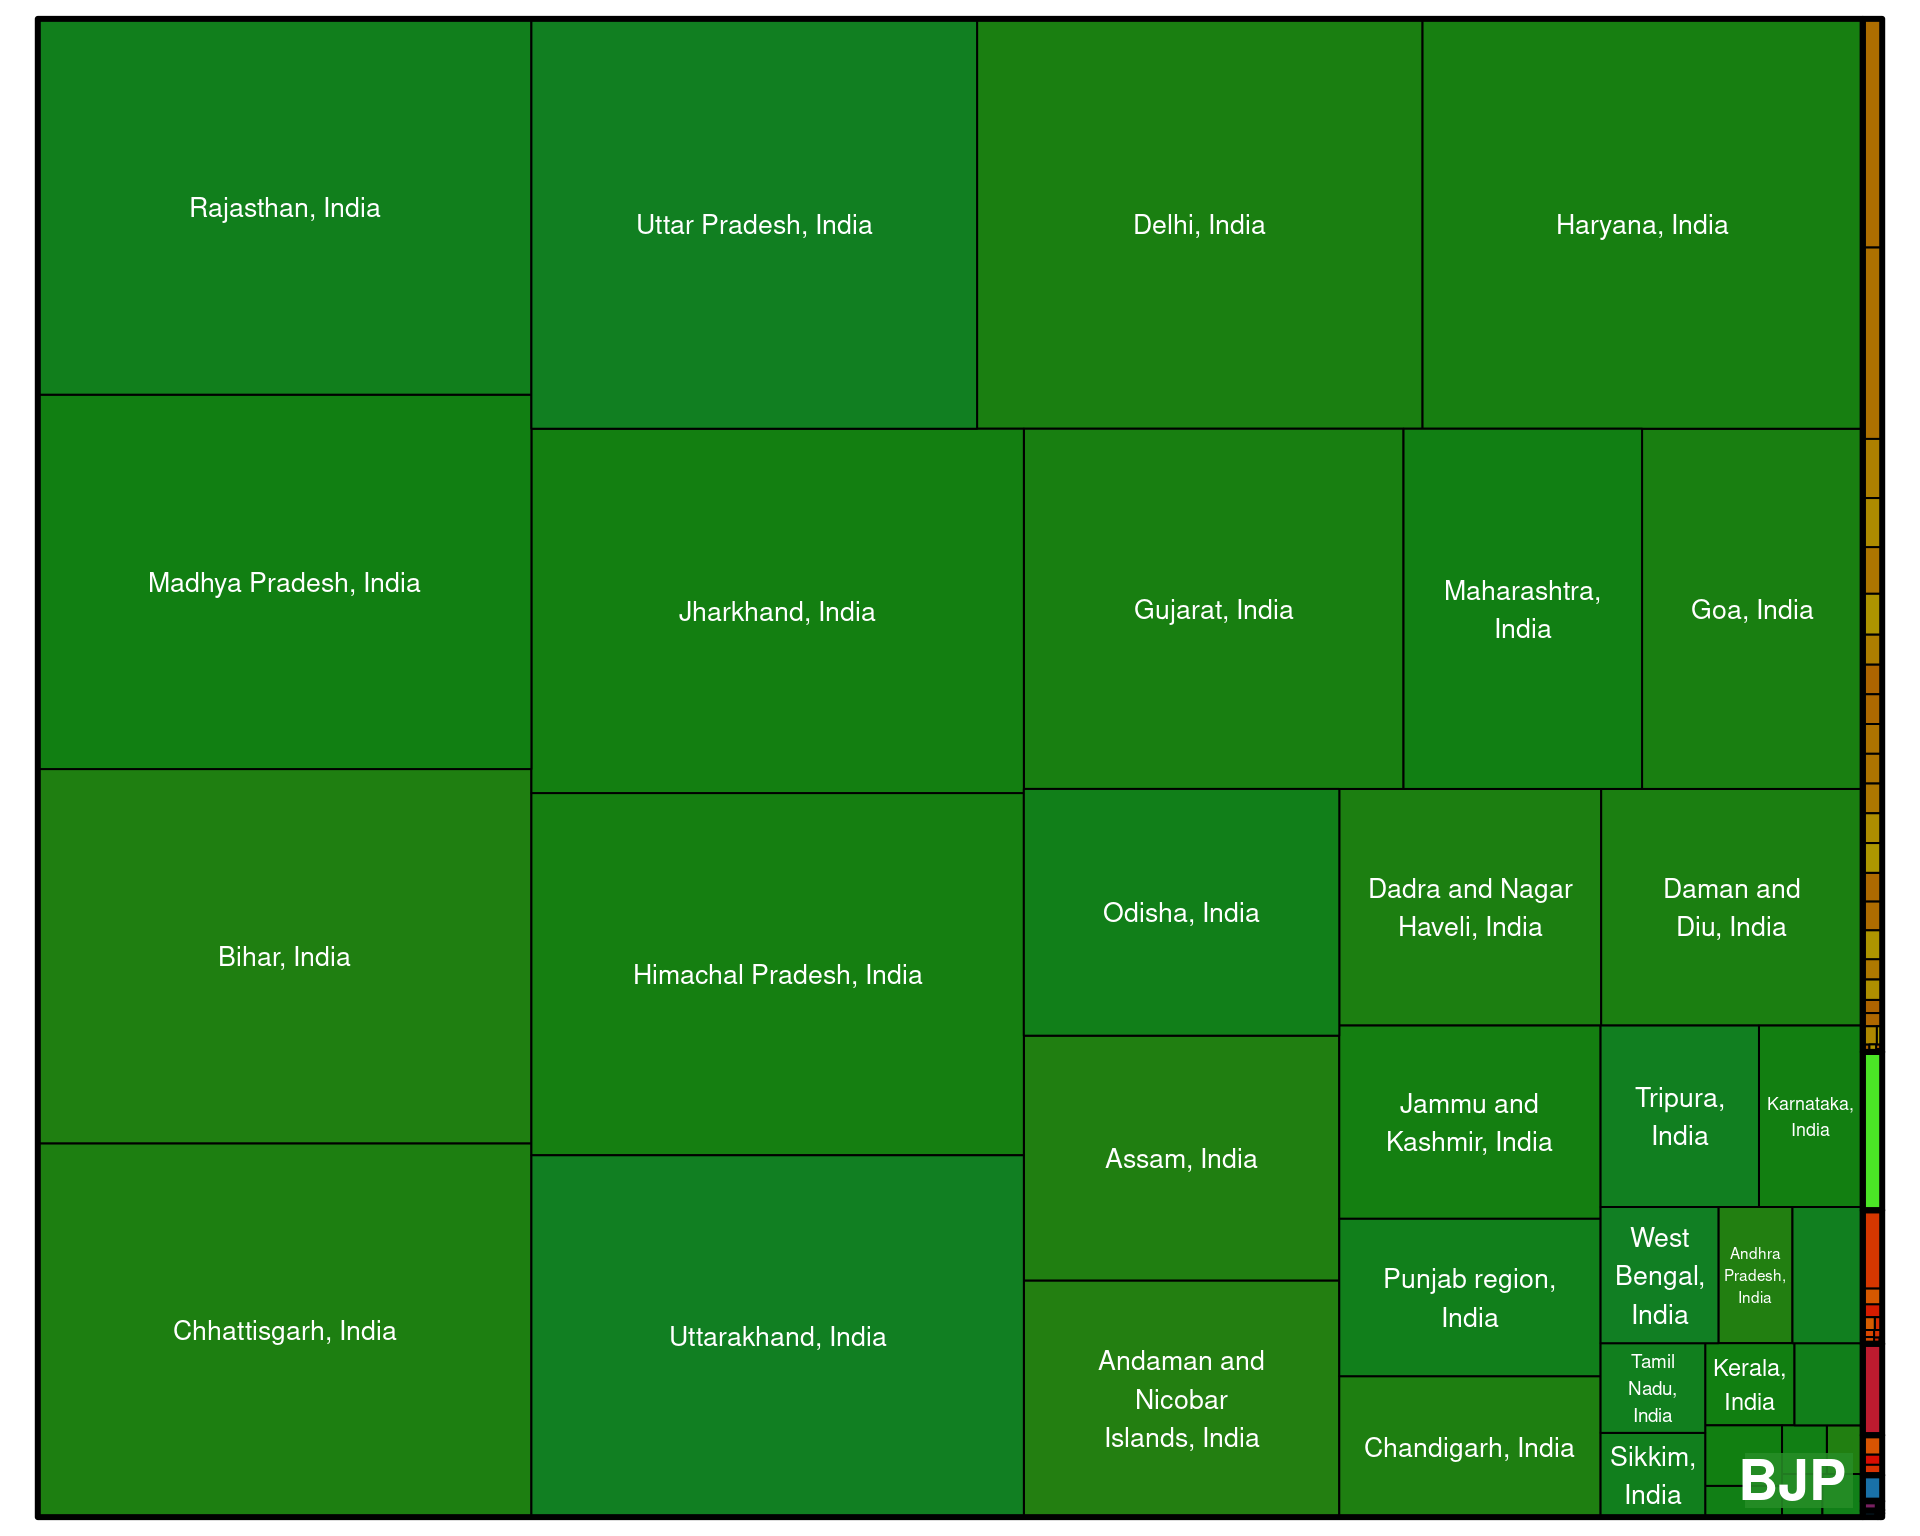 Rajasthan, India
Uttar Pradesh, India
Delhi, India
Haryana, India
Madhya Pradesh, India
Jharkhand, India
Gujarat, India
Maharashtra,
India
Goa, India
Bihar, India
Himachal Pradesh, India
Odisha, India
Dadra and Nagar
Haveli, India
Daman and
Diu, India
Chhattisgarh, India
Uttarakhand, India
Assam, India
Andaman and
Nicobar
Islands, India
Jammu and
Kashmir, India
Punjab region,
India
Chandigarh, India
Tripura,
India
Karnataka,
India
West
Bengal,
India
Andhra
Pradesh,
India
Tamil
Nadu,
India
Kerala,
India
Sikkim,
India
BJP